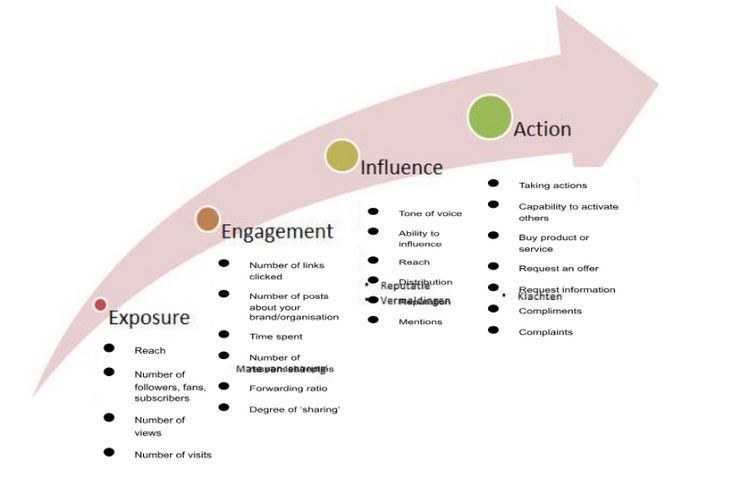 Exposure
Reach
Number of
followers, fans,
subscribers
Number of
views
Number of visits
Engagement
Number of links
clicked
Number of posts
about your
brand/organisation
Time spent
Number of
Forwarding ratio
Degree of ‘sharing’
Influence
Tone of voice
Ability to
influence
Reach
Distribution
Reputatie
Vermeldingen
Mentions
Action
Taking actions
Capability to activate
others
Buy product or
service
Request an offer
Request information
Klachten
Compliments
Complaints